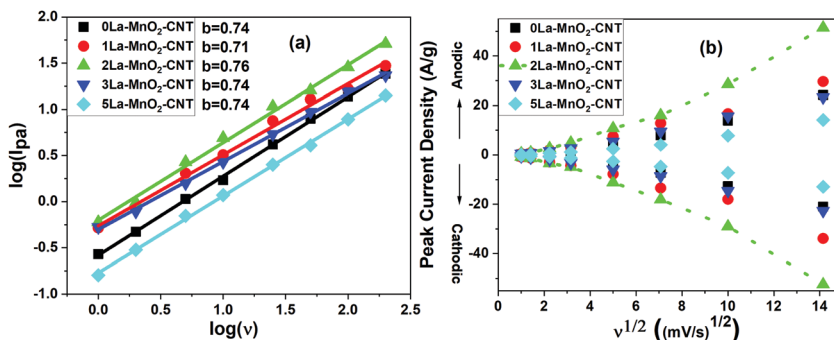 2.0
1.5
1.0
0.5
0.0
-0.5
-1.0
log(Ipa)
0La-MnO₂-CNT b=0.74
1La-MnO₂-CNT b=0.71
2La-MnO₂-CNT b=0.76
3La-MnO₂-CNT b=0.74
5La-MnO₂-CNT b=0.74
(a)
0.0 0.5 1.0 1.5 2.0 2.5
log(ν)
Peak Current Density (A/g)
Cathodic
Anodic
40
20
0
-20
-40
0La-MnO₂-CNT
1La-MnO₂-CNT
2La-MnO₂-CNT
3La-MnO₂-CNT
5La-MnO₂-CNT
(b)
0 2 4 6 8 10 12 14
ν^1/2 ((mV/s)^1/2)